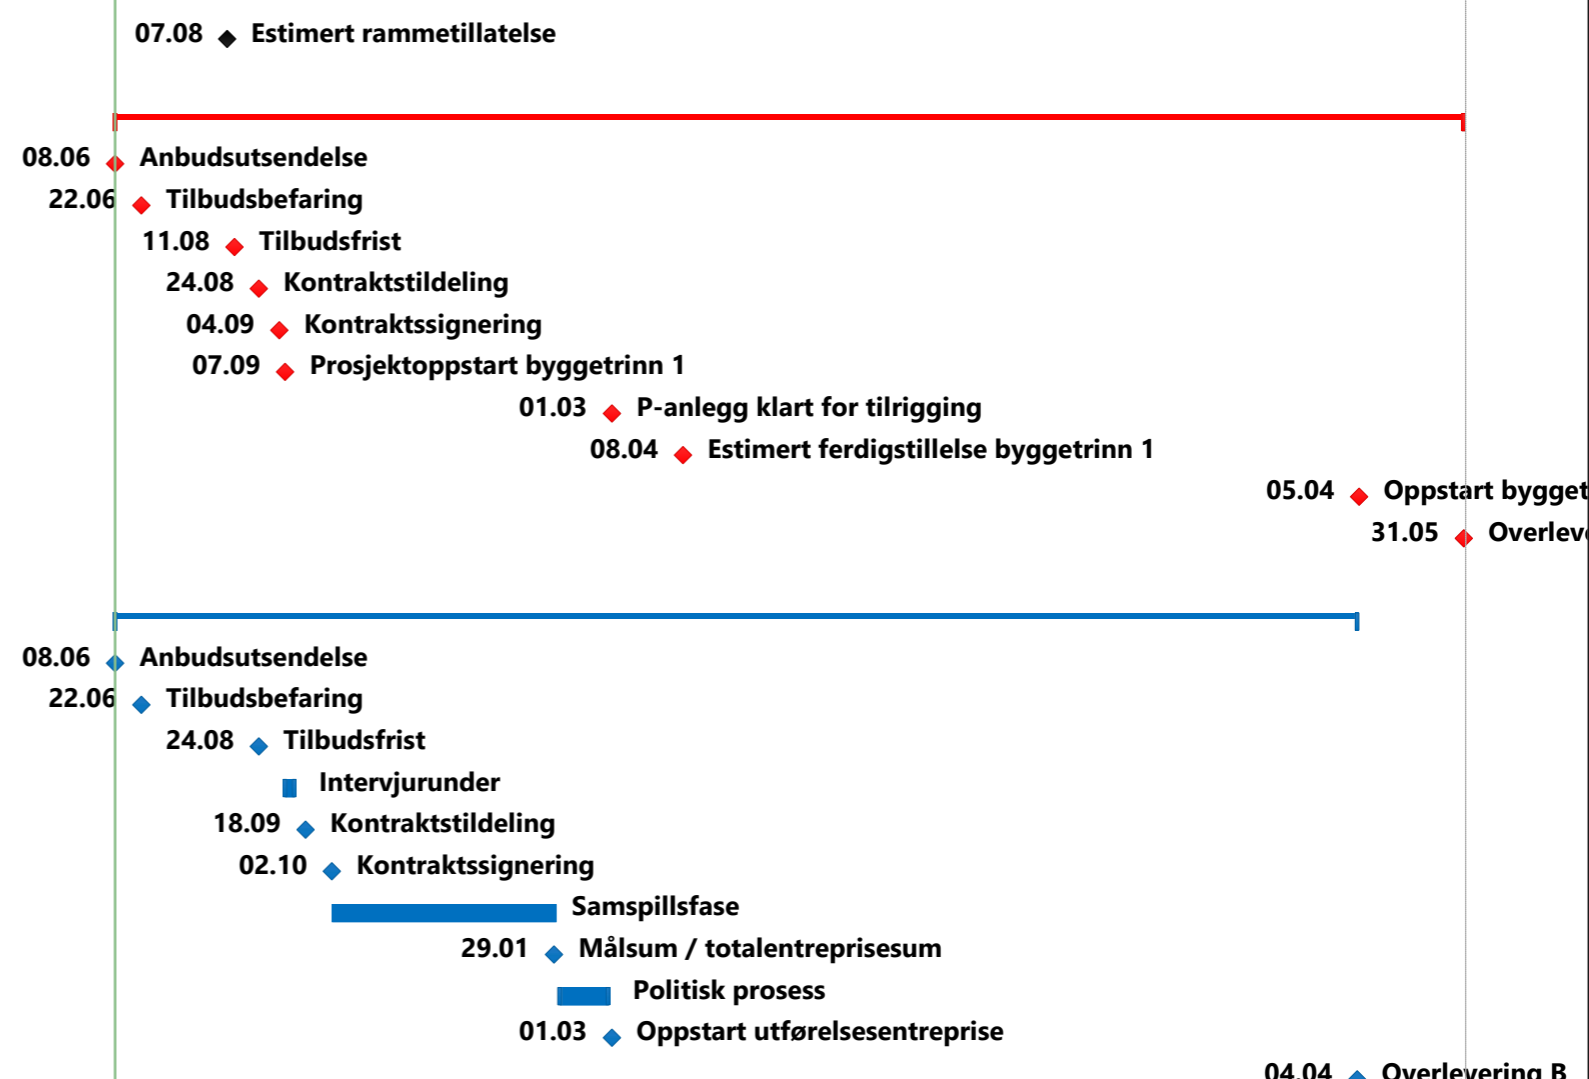 07.08 Estimert rammetillatelse
08.06 Anbudsutsendelse
22.06 Tilbudsbefaring
11.08 Tilbudsfrist
24.08 Kontraktstildeling
04.09 Kontraktssignering
07.09 Prosjektoppstart byggetrinn 1
01.03 P-anlegg klart for tilrigging
08.04 Estimert ferdigstillelse byggetrinn 1
05.04 Oppstart bygget
31.05
08.06 Anbudsutsendelse
22.06 Tilbudsbefaring
24.08 Tilbudsfrist
Intervjurunder
18.09 Kontraktstildeling
02.10 Kontraktssignering
Samspillsfase
29.01 Målsum / totalentreprisesum
Politisk prosess
01.03 Oppstart utførelsesentreprise
04.04 Overlevering B